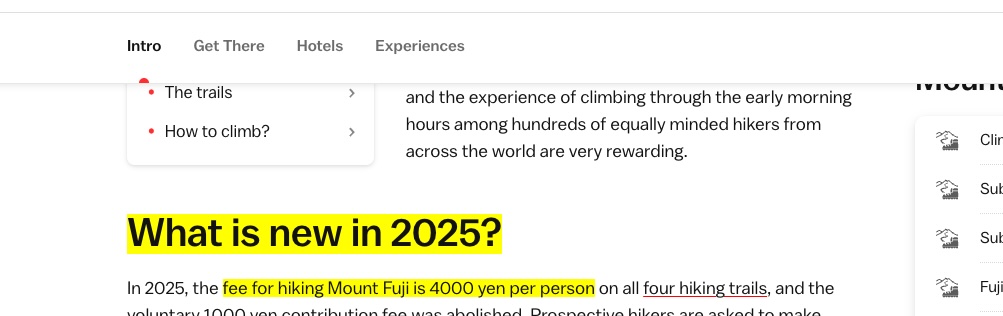 Intro Get There Hotels Experiences
The trails
How to climb?
and the experience of climbing through the early morning
hours among hundreds of equally minded hikers from
across the world are very rewarding.
What is new in 2025?
In 2025, the fee for hiking Mount Fuji is 4000 yen per person on all four hiking trails, and the
voluntary 1000 yen contribution fee was abolished. Prospective hikers are asked to make
Mount
Clim
Sub
Sub
Fuji